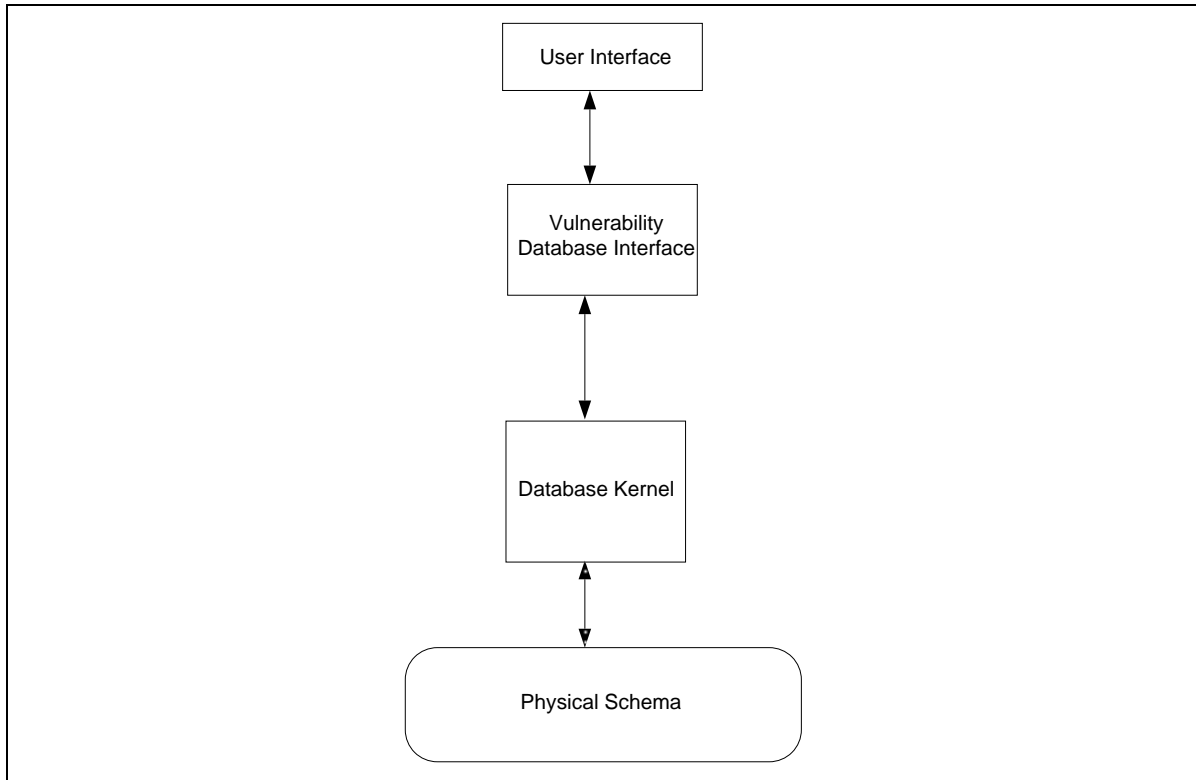 User Interface
Vulnerability
Database Interface
Database Kernel
Physical Schema